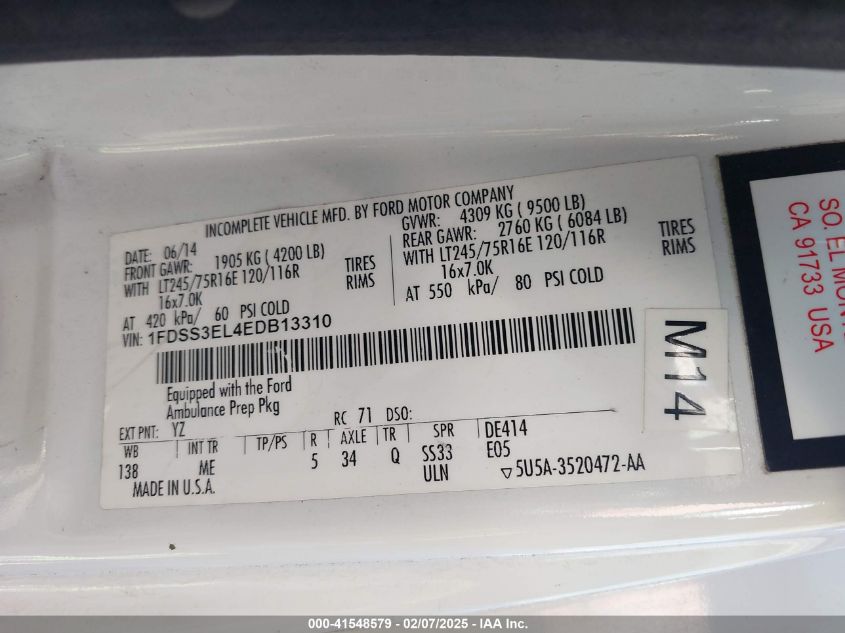 INCOMPLETE VEHICLE MFD. BY FORD MOTOR COMPANY
DATE: 06/14
GVWR: 4309 KG ( 9500 LB)
FRONT GAWR: 1905 KG ( 4200 LB)
REAR GAWR: 2760 KG ( 6084 LB)
WITH LT245/75R16E 120/116R TIRES
WITH LT245/75R16E 120/116R TIRES
16x7.0K RIMS
16x7.0K RIMS
AT 420 kPa/ 60 PSI COLD
AT 550 kPa/ 80 PSI COLD
VIN: 1FDSS3EL4EDB13310
Equipped with the Ford
Ambulance Prep Pkg
M14
RC 71 DSO:
EXT PNT: YZ
WB INT TR TP/PS R AXLE TR SPR DE414
138 ME 5 34 Q SS33 E05
ULN ▽5U5A-3520472-AA
MADE IN U.S.A.
SO. EL
CA 91733 USA
000-41548579 — 02/07/2025 — IAA, Inc.